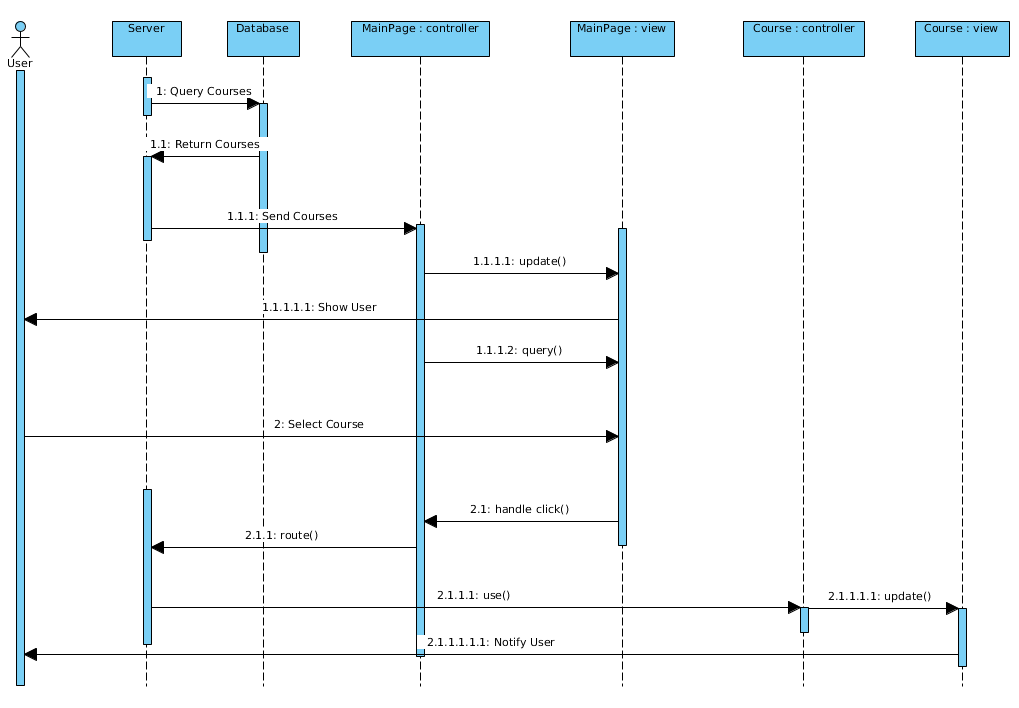 Server
Database
MainPage : controller
MainPage : view
Course : controller
Course : view
User
1: Query Courses
1.1: Return Courses
1.1.1: Send Courses
1.1.1.1: update()
1.1.1.1.1: Show User
1.1.1.2: query()
2: Select Course
2.1: handle click()
2.1.1: route()
2.1.1.1: use()
2.1.1.1.1: update()
2.1.1.1.1.1: Notify User